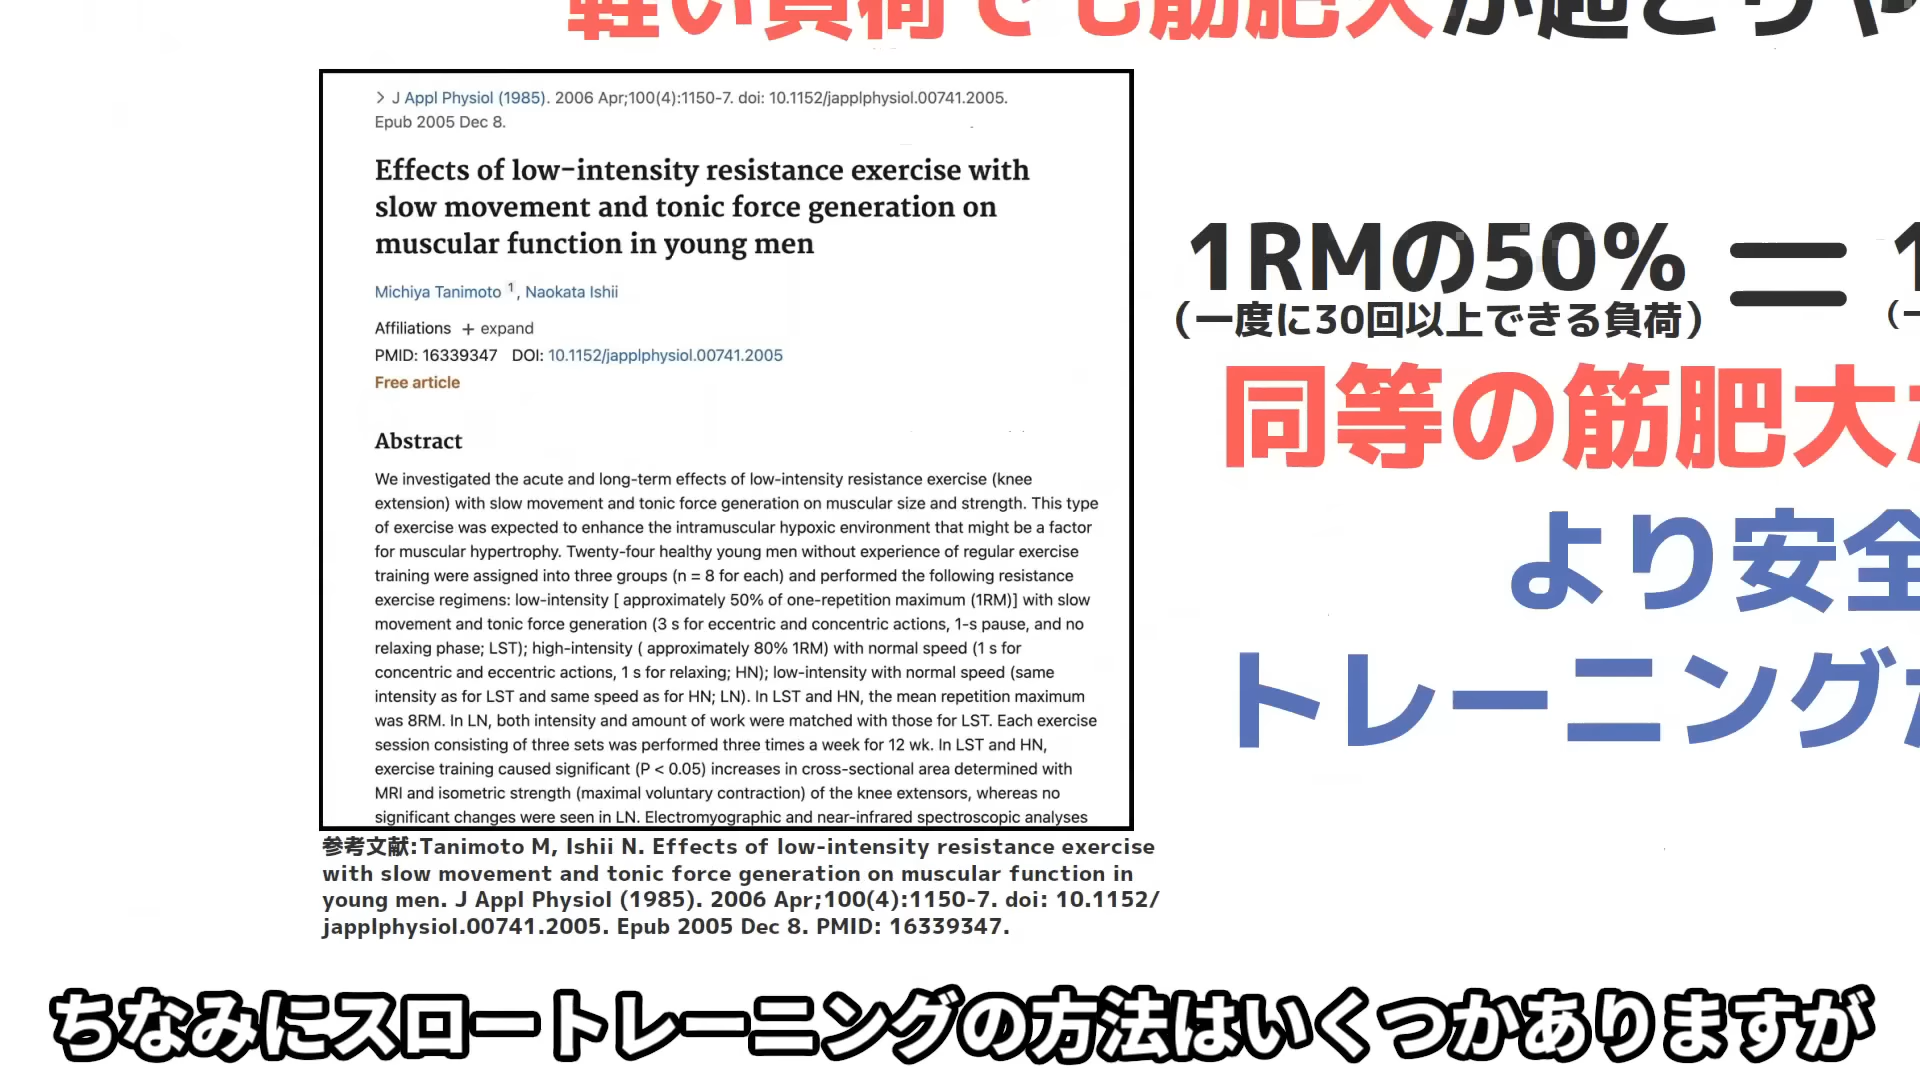 軽い負荷でも筋肥大が起こりや
> J Appl Physiol (1985). 2006 Apr;100(4):1150-7. doi: 10.1152/japplphysiol.00741.2005.
Epub 2005 Dec 8.
Effects of low-intensity resistance exercise with
slow movement and tonic force generation on
muscular function in young men
Michiya Tanimoto 1, Naokata Ishii
Affiliations + expand
PMID: 16339347 DOI: 10.1152/japplphysiol.00741.2005
Free article
Abstract
We investigated the acute and long-term effects of low-intensity resistance exercise (knee
extension) with slow movement and tonic force generation on muscular size and strength. This type
of exercise was expected to enhance the intramuscular hypoxic environment that might be a factor
for muscular hypertrophy. Twenty-four healthy young men without experience of regular exercise
training were assigned into three groups (n = 8 for each) and performed the following resistance
exercise regimens: low-intensity [ approximately 50% of one-repetition maximum (1RM)] with slow
movement and tonic force generation (3 s for eccentric and concentric actions, 1-s pause, and no
relaxing phase; LST); high-intensity ( approximately 80% 1RM) with normal speed (1 s for
concentric and eccentric actions, 1 s for relaxing; HN); low-intensity with normal speed (same
intensity as for LST and same speed as for HN; LN). In LST and HN, the mean repetition maximum
was 8RM. In LN, both intensity and amount of work were matched with those for LST. Each exercise
session consisting of three sets was performed three times a week for 12 wk. In LST and HN,
exercise training caused significant (P < 0.05) increases in cross-sectional area determined with
MRI and isometric strength (maximal voluntary contraction) of the knee extensors, whereas no
significant changes were seen in LN. Electromyographic and near-infrared spectroscopic analyses
参考文献:Tanimoto M, Ishii N. Effects of low-intensity resistance exercise
with slow movement and tonic force generation on muscular function in
young men. J Appl Physiol (1985). 2006 Apr;100(4):1150-7. doi: 10.1152/
japplphysiol.00741.2005. Epub 2005 Dec 8. PMID: 16339347.
1RMの50% = 1
(一度に30回以上できる負荷) (一
同等の筋肥大
より安全
トレーニング
ちなみにスロートレーニングの方法はいくつかありますが